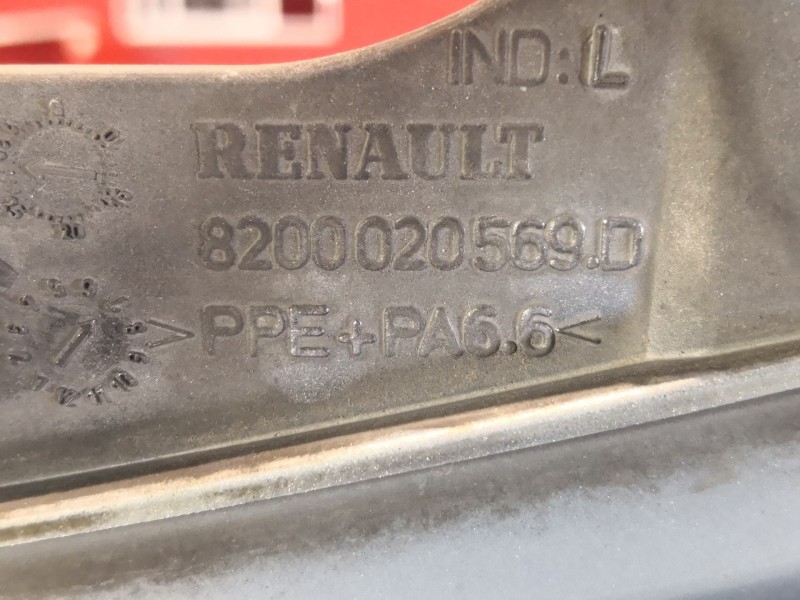 IND: L
RENAULT
8200020569.D
>PPE+PA6.6<